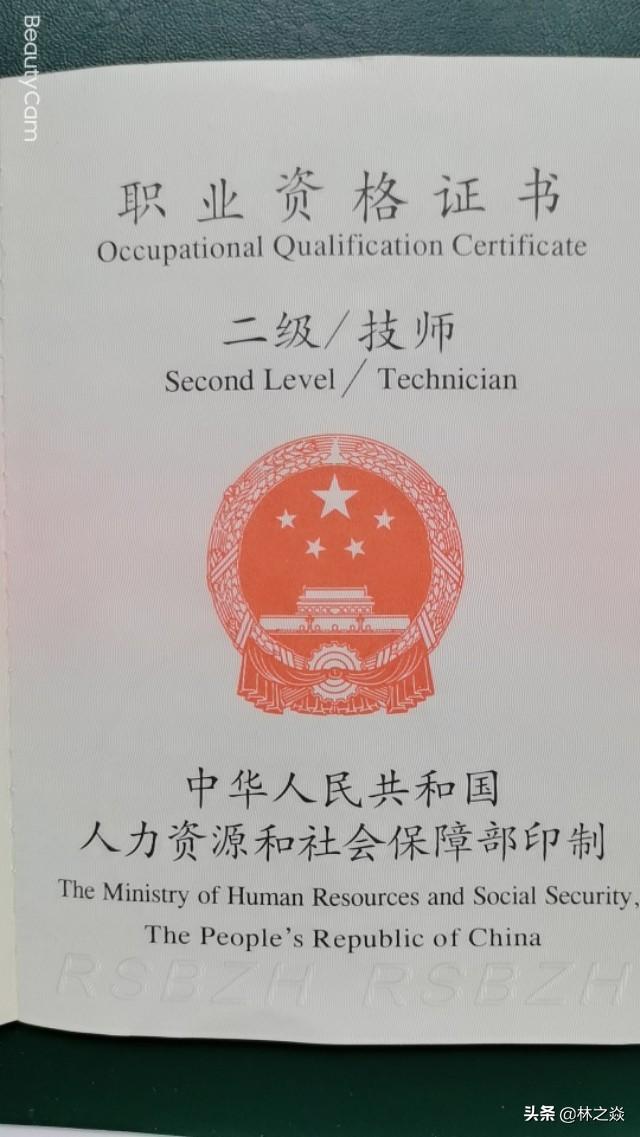 BeautyCam
职业资格证书
Occupational Qualification Certificate
二级/技师
Second Level / Technician
中华人民共和国
人力资源和社会保障部印制
The Ministry of Human Resources and Social Security,
The People's Republic of China
RSBZH RSBZH
头条 @林之焱